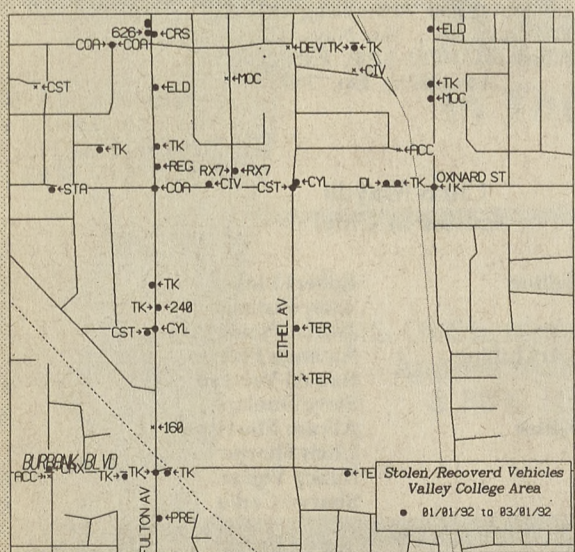 626 CRS
COA COA
ELD
DEV TK TK
CIV
CST
ELD
MOC
TK
MOC
TK
TK
ACC
REG
RX7 RX7
STA
COA
CIV
CST CYL
DL TK
OXNARD ST
TK
TK
TK 240
CST CYL
ETHEL AV
TER
TER
160
BURBANK BLVD
ACC CRX
TK TK TK
TE
FULTON AV
PRE
Stolen/Recoverd Vehicles
Valley College Area
01/01/92 to 03/01/92